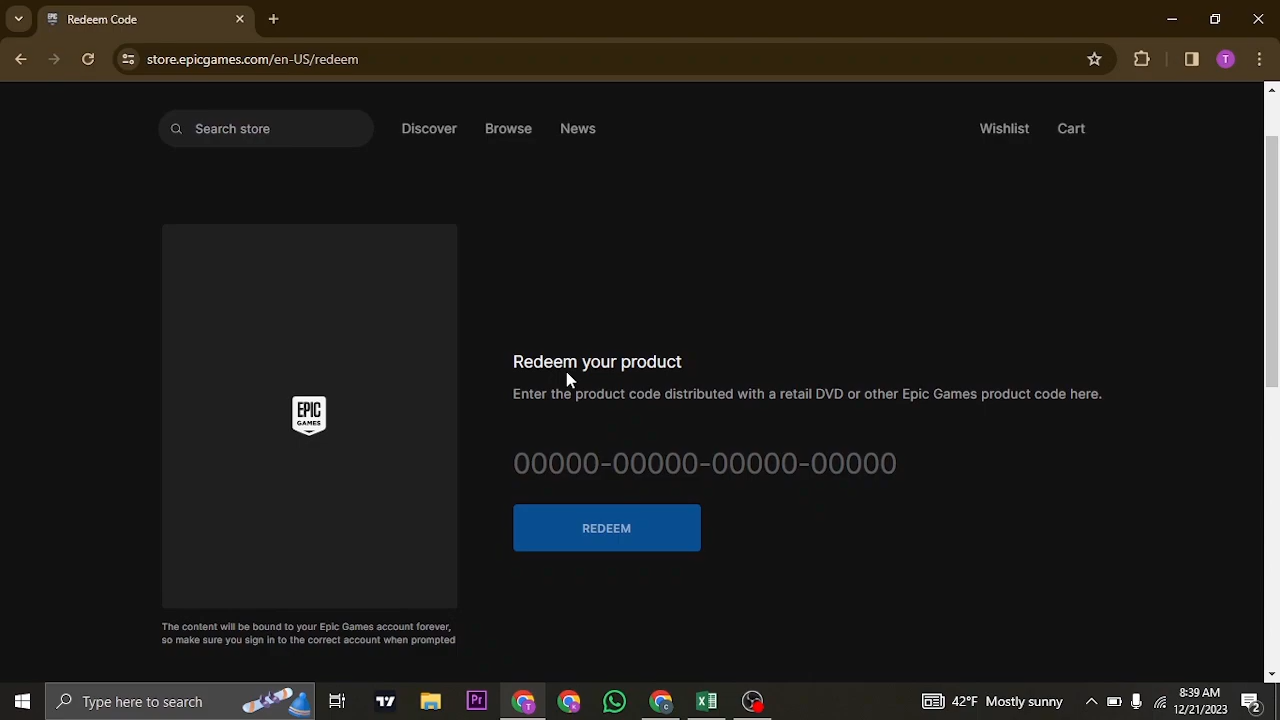 Redeem Code
store.epicgames.com/en-US/redeem
T
Search store
Discover
Browse
News
Wishlist
Cart
EPIC
GAMES
Redeem your product
Enter the product code distributed with a retail DVD or other Epic Games product code here.
00000-00000-00000-00000
REDEEM
The content will be bound to your Epic Games account forever,
so make sure you sign in to the correct account when prompted
Type here to search
Pr
42°F Mostly sunny
8:39 AM
12/21/2023
2